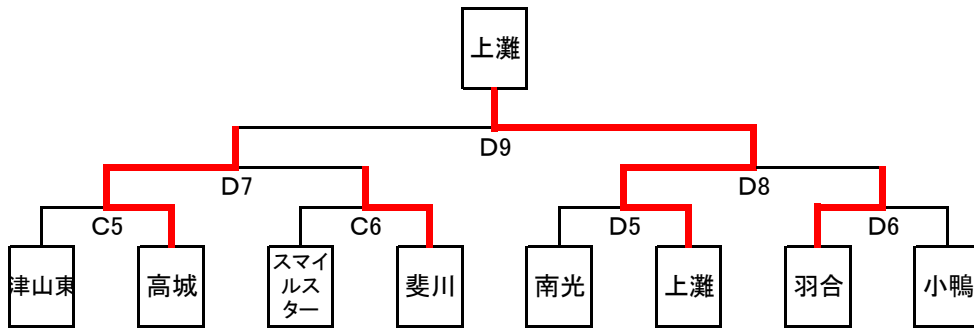 上灘
D9
D7
D8
C5
C6
D5
D6
津山東
高城
スマイ
ルス
ター
斐川
南光
上灘
羽合
小鴨